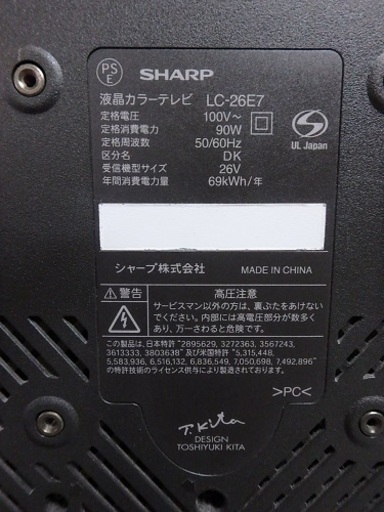 PS
E
SHARP
液晶カラーテレビ LC-26E7
定格電圧 100V~
定格消費電力 90W
定格周波数 50/60Hz
区分名 DK
受信機型サイズ 26V
年間消費電力量 69kWh/年
UL Japan
シャープ株式会社 MADE IN CHINA
警告 高圧注意
サービスマン以外の方は、裏ぶたをあけないで
ください。内部には高電圧部分が数多く
あり、万一さわると危険です。
この製品は、日本特許 "2895629, 3272363, 3567243,
3613333, 3803638" 及び米国特許 "5,315,448,
5,583,936, 6,516,132, 6,836,549, 7,050,698, 7,492,896"
の特許技術のライセンス供与により製造されました。
>PC<
T. Kita
DESIGN
TOSHIYUKI KITA